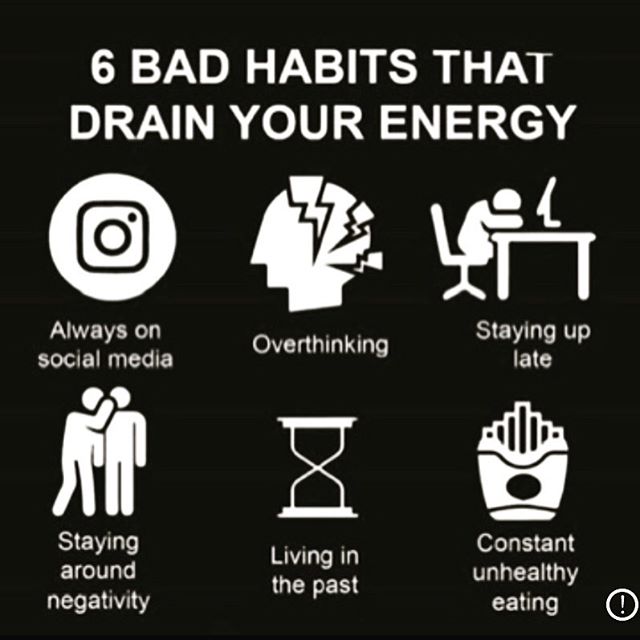 6 BAD HABITS THAT
DRAIN YOUR ENERGY
Always on
social media
Overthinking
Staying up
late
Staying
around
negativity
Living in
the past
Constant
unhealthy
eating